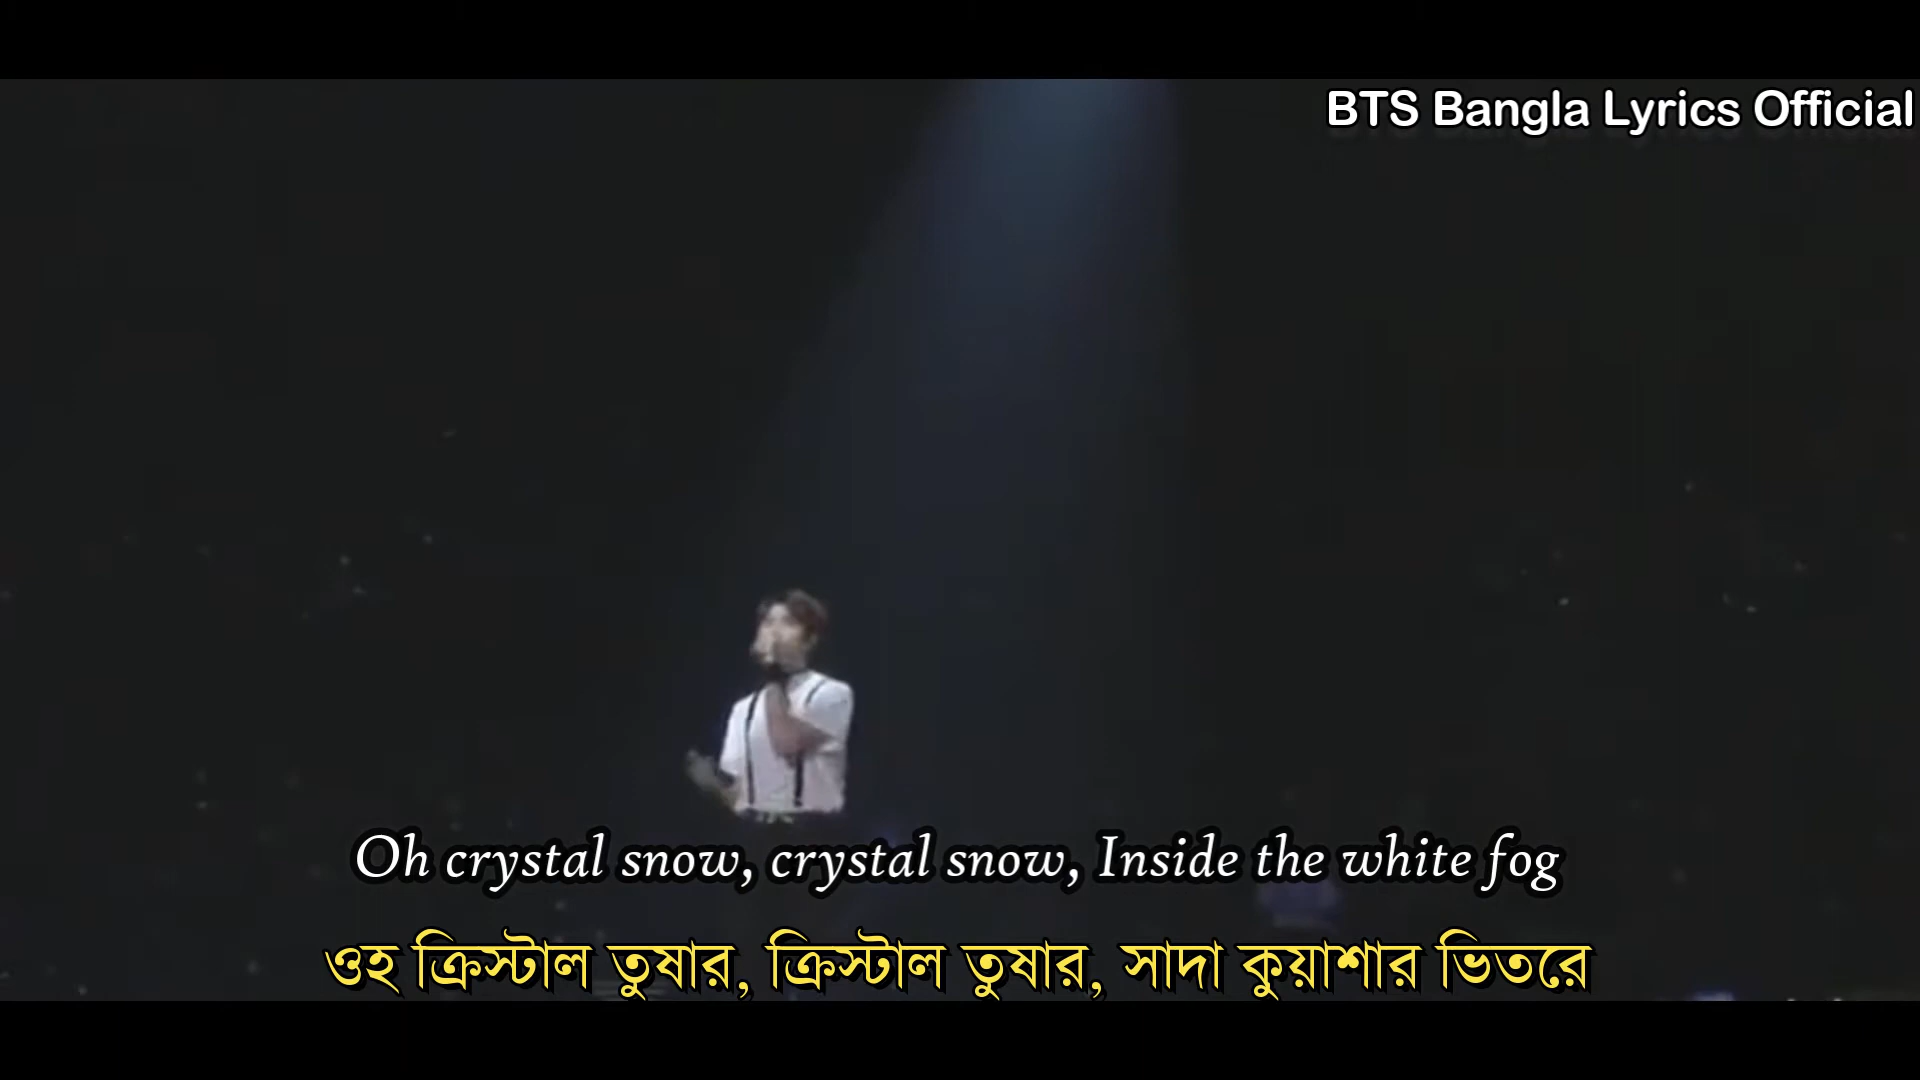 BTS Bangla Lyrics Official
Oh crystal snow, crystal snow, Inside the white fog
ওহ ক্রিস্টাল তুষার, ক্রিস্টাল তুষার, সাদা কুয়াশার ভিতরে